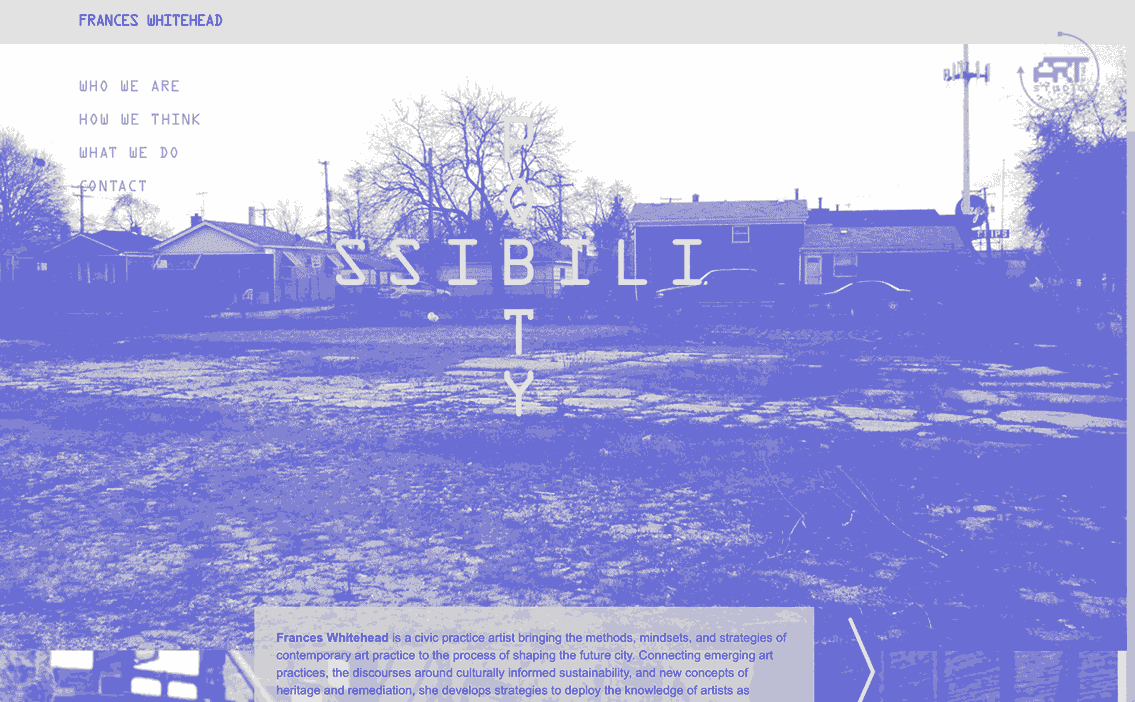 FRANCES WHITEHEAD
ART
STUDIO
WHO WE ARE
HOW WE THINK
WHAT WE DO
CONTACT
P
O
SSIBILI
T
Y
Frances Whitehead is a civic practice artist bringing the methods, mindsets, and strategies of
contemporary art practice to the process of shaping the future city. Connecting emerging art
practices, the discourses around culturally informed sustainability, and new concepts of
heritage and remediation, she develops strategies to deploy the knowledge of artists as